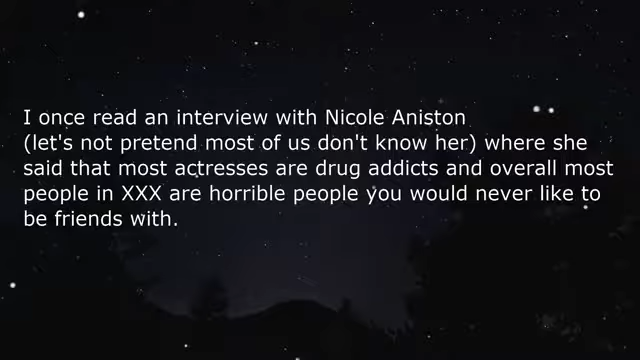 I once read an interview with Nicole Aniston
(let's not pretend most of us don't know her) where she
said that most actresses are drug addicts and overall most
people in XXX are horrible people you would never like to
be friends with.